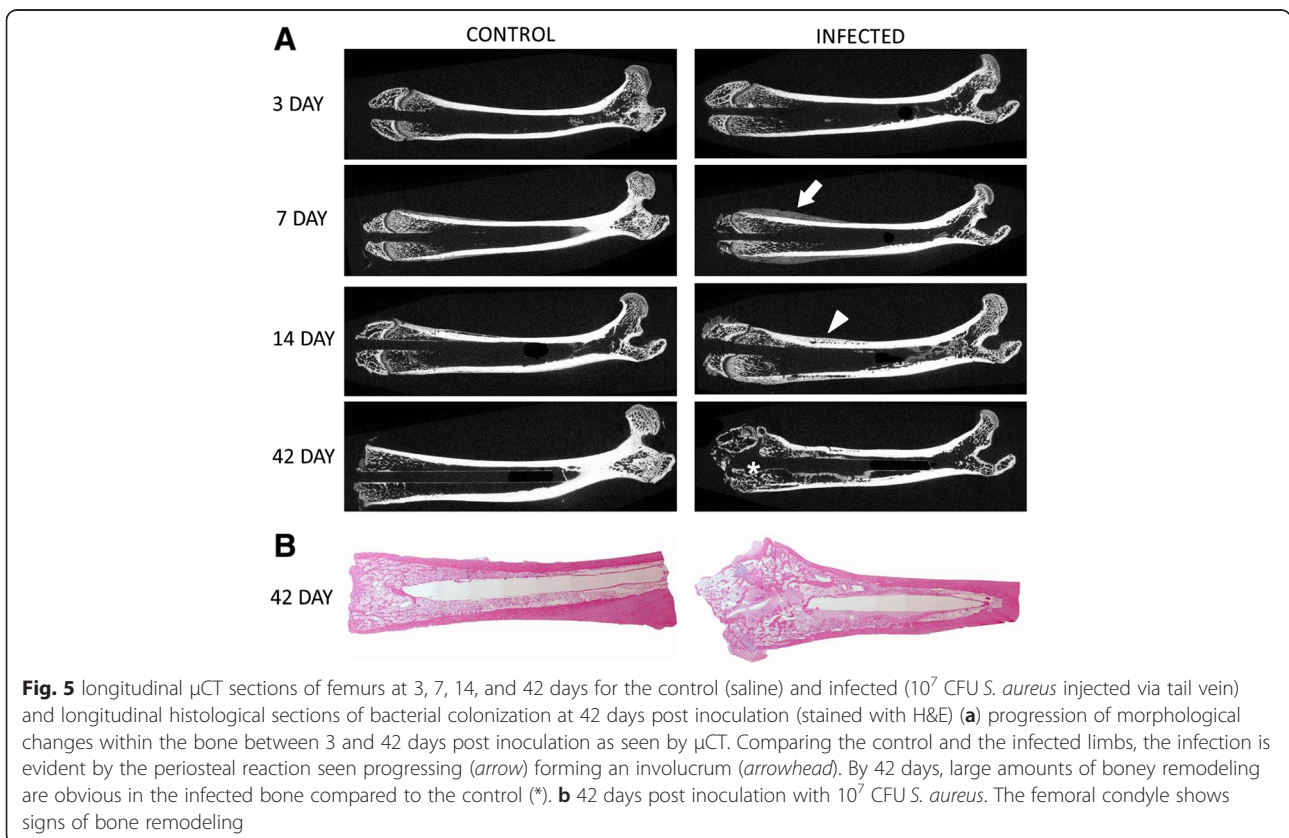 A
CONTROL
INFECTED
3 DAY
7 DAY
14 DAY
*
42 DAY
B
42 DAY
Fig. 5 longitudinal μCT sections of femurs at 3, 7, 14, and 42 days for the control (saline) and infected (10⁷ CFU S. aureus injected via tail vein)
and longitudinal histological sections of bacterial colonization at 42 days post inoculation (stained with H&E) (a) progression of morphological
changes within the bone between 3 and 42 days post inoculation as seen by μCT. Comparing the control and the infected limbs, the infection is
evident by the periosteal reaction seen progressing (arrow) forming an involucrum (arrowhead). By 42 days, large amounts of boney remodeling
are obvious in the infected bone compared to the control (*). b 42 days post inoculation with 10⁷ CFU S. aureus. The femoral condyle shows
signs of bone remodeling